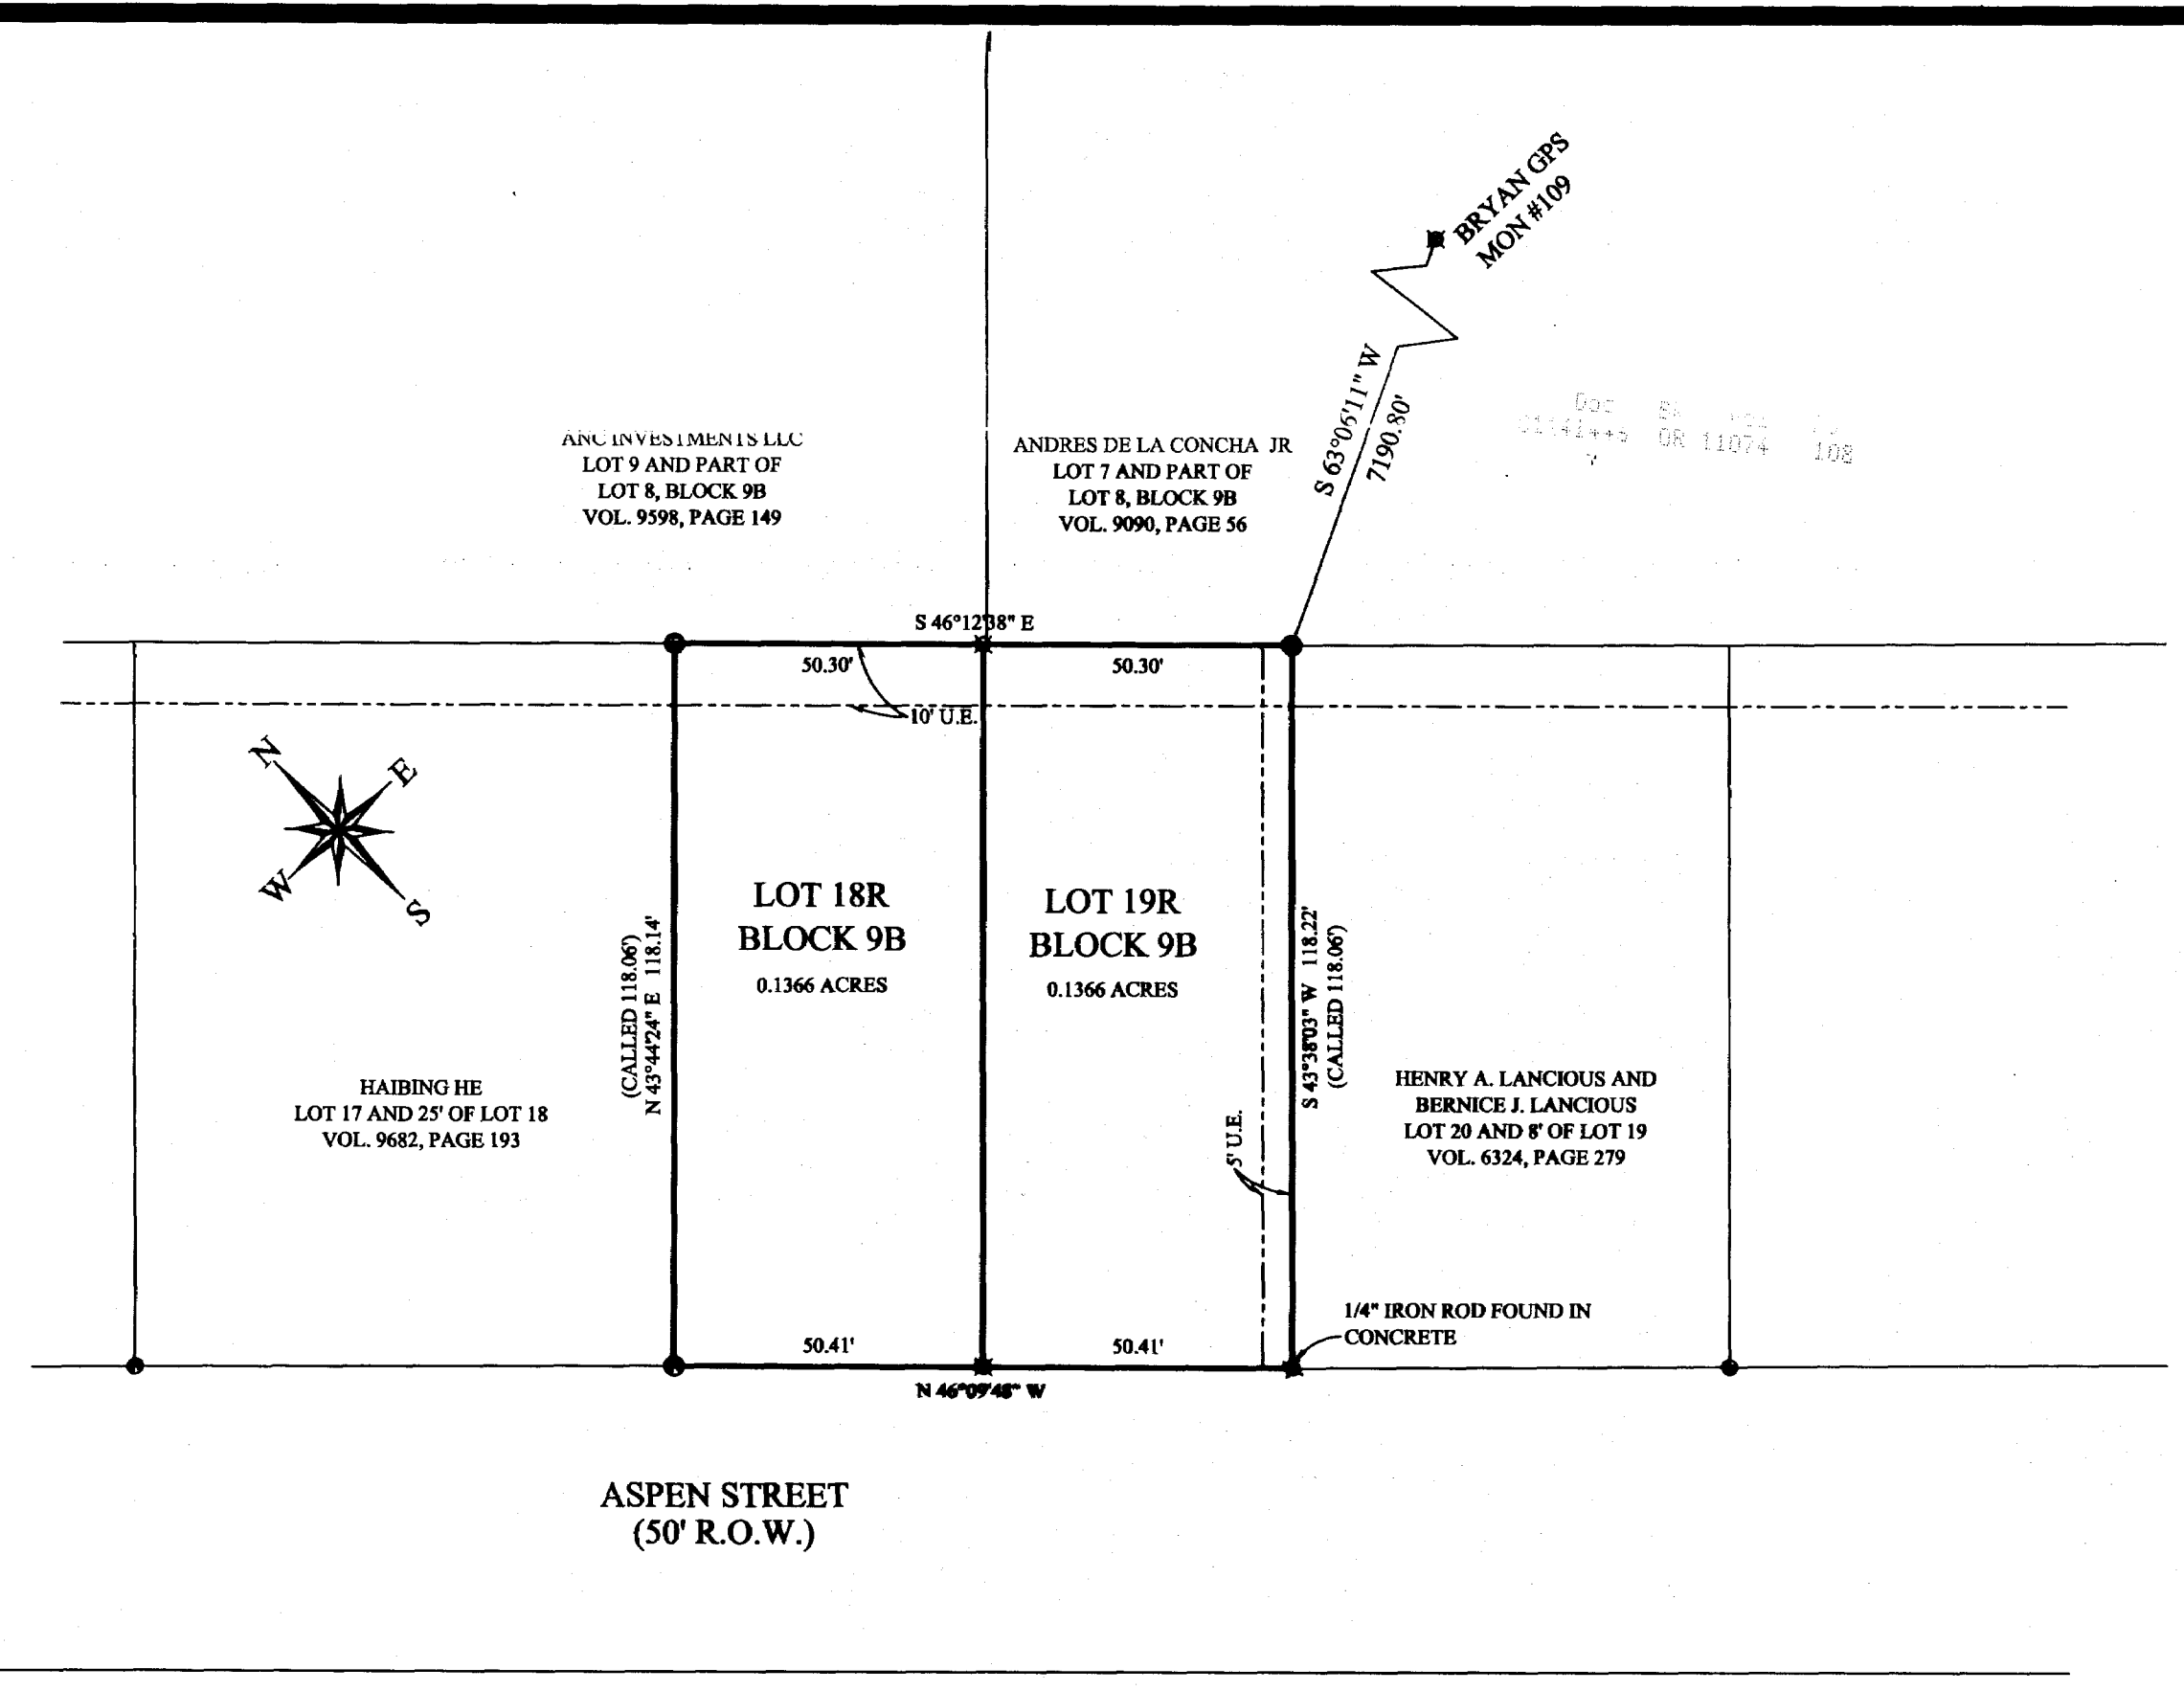 BRYAN GPS
MON #109
S 63°06'11" W
7190.80'
OR 11074
108
ANC INVESTMENTS LLC
LOT 9 AND PART OF
LOT 8, BLOCK 9B
VOL. 9598, PAGE 149
ANDRES DE LA CONCHA JR
LOT 7 AND PART OF
LOT 8, BLOCK 9B
VOL. 9090, PAGE 56
S 46°12'38" E
50.30'
50.30'
10' U.E.
N
E
W
S
LOT 18R
BLOCK 9B
0.1366 ACRES
LOT 19R
BLOCK 9B
0.1366 ACRES
(CALLED 118.06')
N 43°44'24" E 118.14'
S 43°38'03" W 118.22'
(CALLED 118.06')
HAIBING HE
LOT 17 AND 25' OF LOT 18
VOL. 9682, PAGE 193
HENRY A. LANCIOUS AND
BERNICE J. LANCIOUS
LOT 20 AND 8' OF LOT 19
VOL. 6324, PAGE 279
5' U.E.
1/4" IRON ROD FOUND IN
CONCRETE
50.41'
50.41'
N 46°09'48" W
ASPEN STREET
(50' R.O.W.)